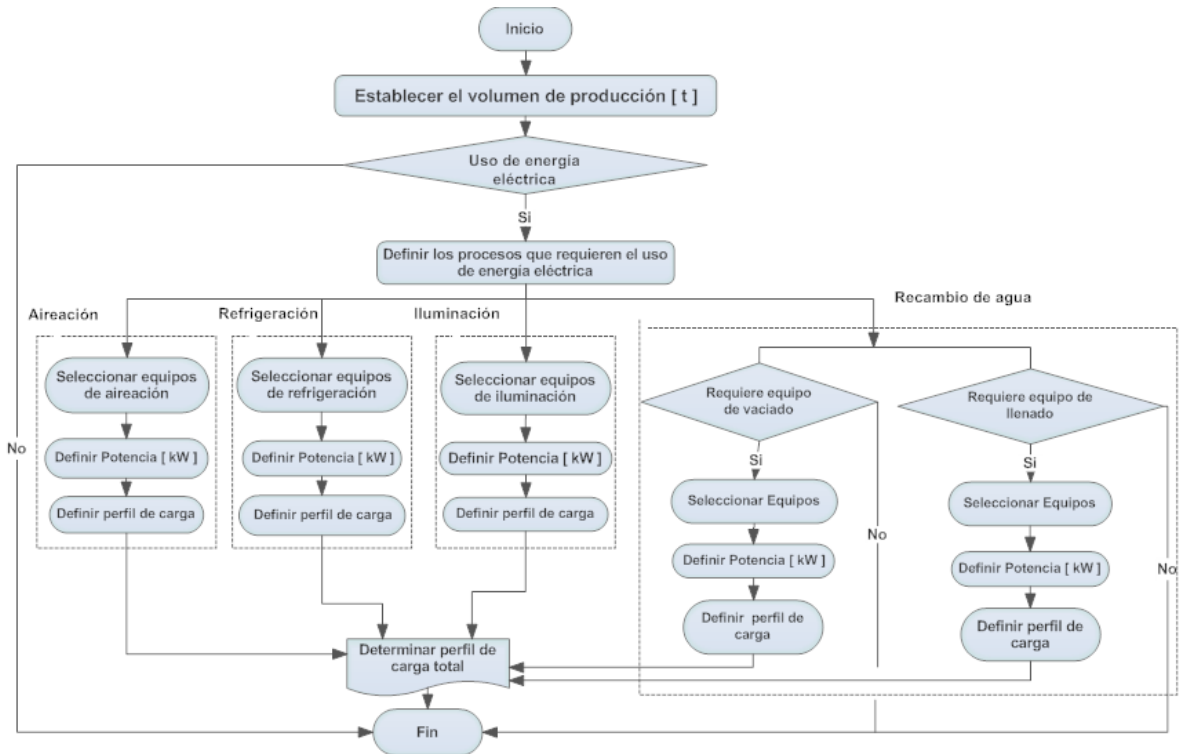 Inicio
Establecer el volumen de producción [ t ]
Uso de energía
eléctrica
Si
Definir los procesos que requieren el uso
de energía eléctrica
Recambio de agua
Aireación
Refrigeración
Iluminación
Seleccionar equipos
de aireación
Definir Potencia [ kW ]
Definir perfil de carga
Seleccionar equipos
de refrigeración
Definir Potencia [ kW ]
Definir perfil de carga
Seleccionar equipos
de iluminación
Definir Potencia [ kW ]
Definir perfil de carga
Requiere equipo
de vaciado
Si
Seleccionar Equipos
Definir Potencia [ kW ]
Definir perfil de
carga
No
Requiere equipo de
llenado
Si
Seleccionar Equipos
Definir Potencia [ kW ]
Definir perfil de
carga
No
No
Determinar perfil de
carga total
Fin